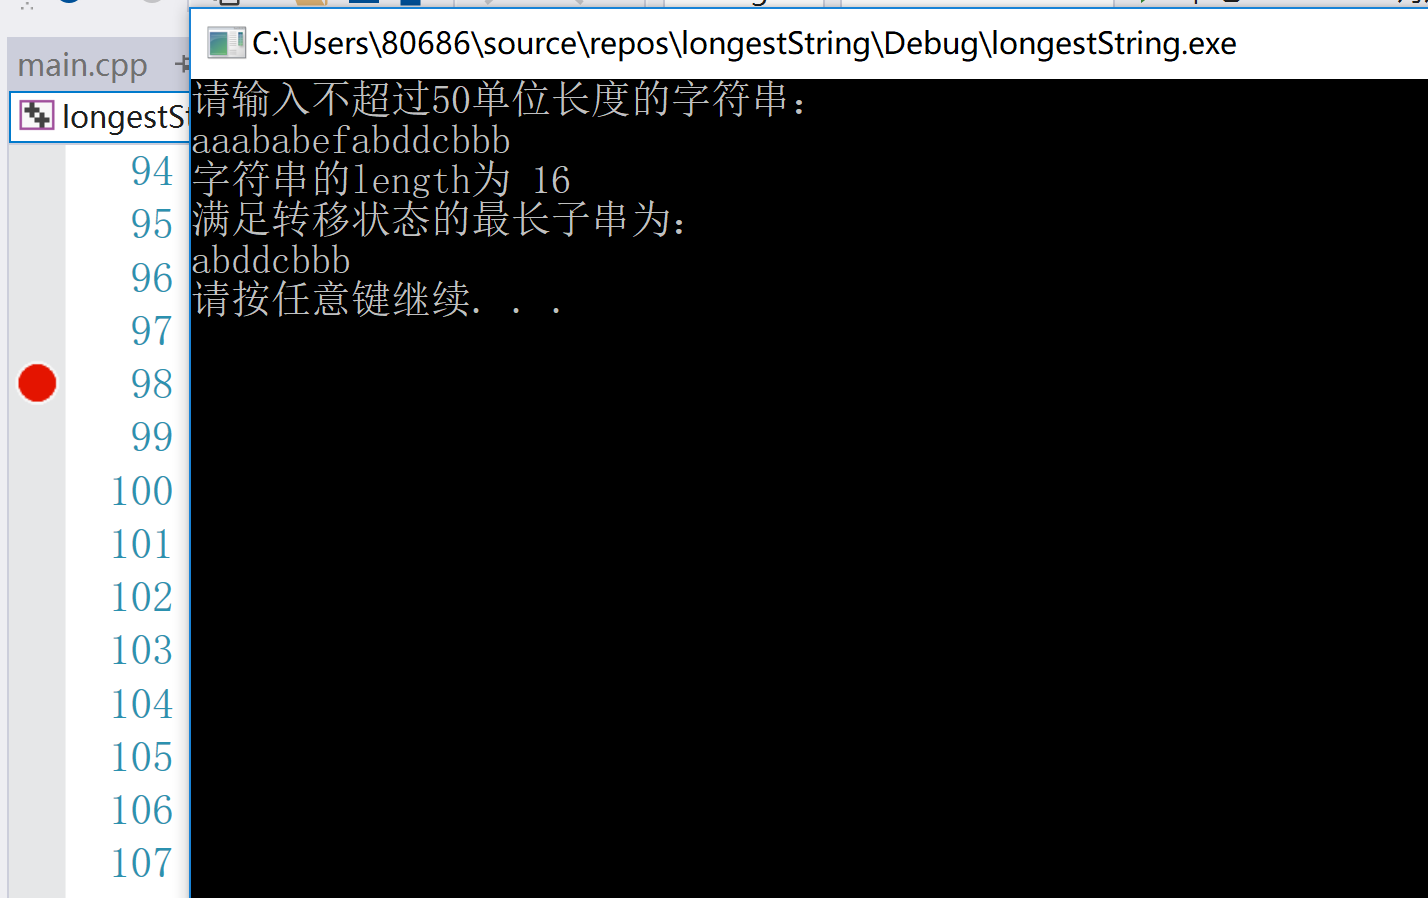 C:\Users\80686\source\repos\longestString\Debug\longestString.exe
main.cpp
longestSt
请输入不超过50单位长度的字符串:
aaababefabddcbbb
字符串的length为 16
满足转移状态的最长子串为:
abddcbbb
请按任意键继续. . .
94
95
96
97
98
99
100
101
102
103
104
105
106
107